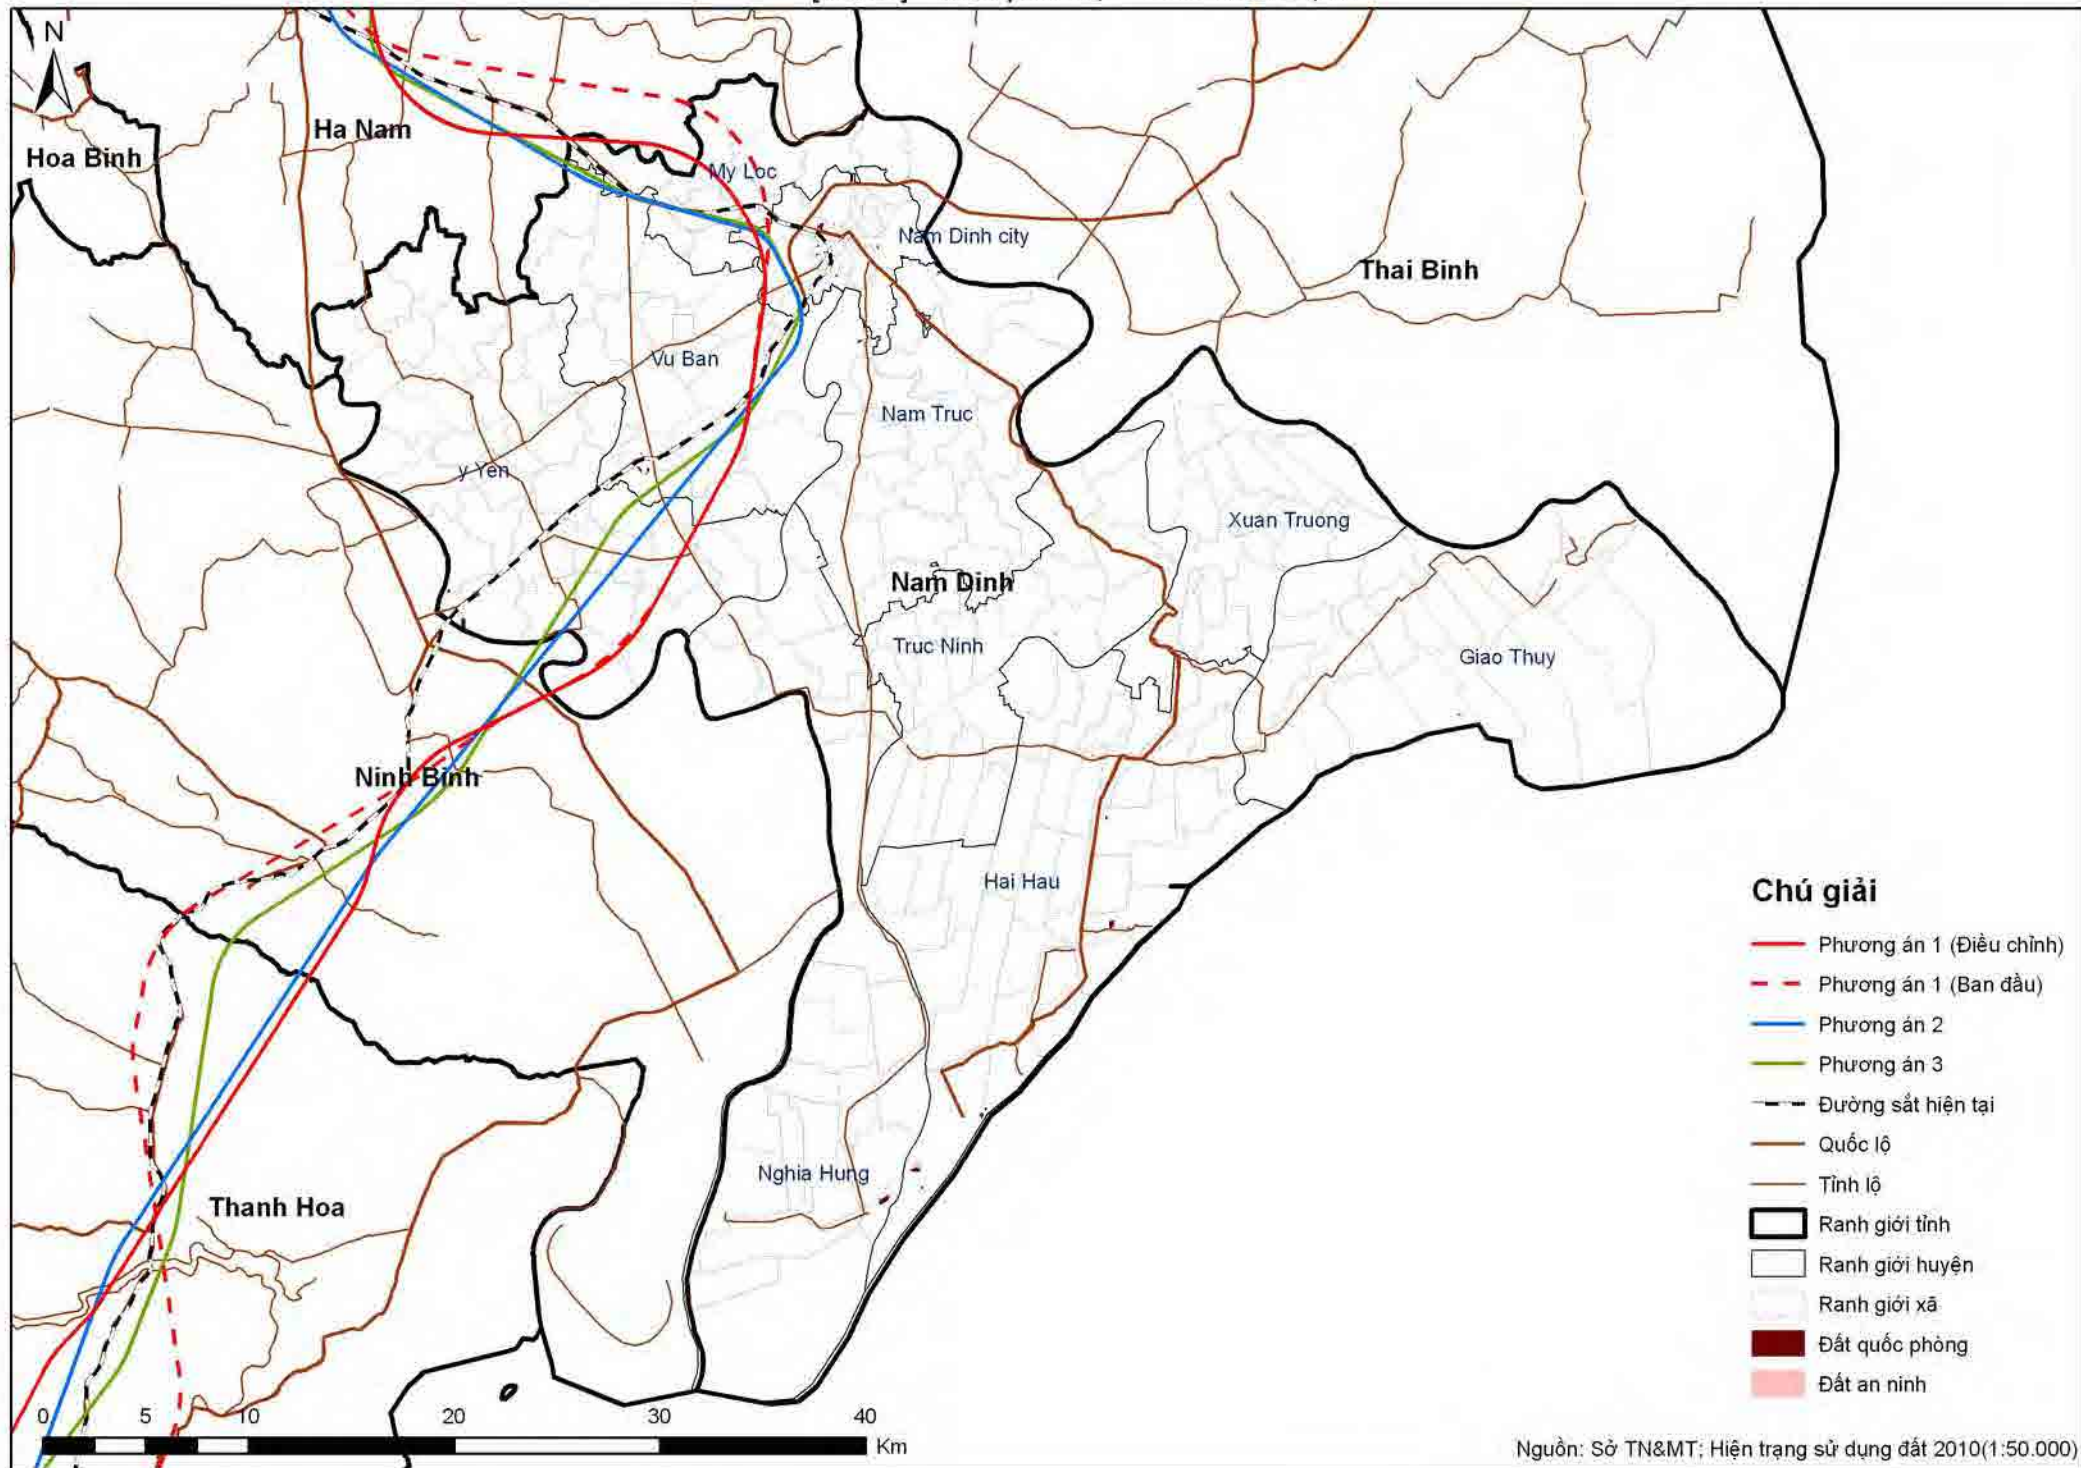 N
Ha Nam
Hoa Binh
My Loc
Nam Dinh city
Thai Binh
Vu Ban
Nam Truc
y Yen
Xuan Truong
Nam Dinh
Truc Ninh
Giao Thuy
Ninh Binh
Hai Hau
Nghia Hung
Thanh Hoa
Chú giải
Phương án 1 (Điều chỉnh)
Phương án 1 (Ban đầu)
Phương án 2
Phương án 3
Đường sắt hiện tại
Quốc lộ
Tỉnh lộ
Ranh giới tỉnh
Ranh giới huyện
Ranh giới xã
Đất quốc phòng
Đất an ninh
0 5 10 20 30 40
Km
Nguồn: Sở TN&MT; Hiện trạng sử dụng đất 2010(1:50.000)